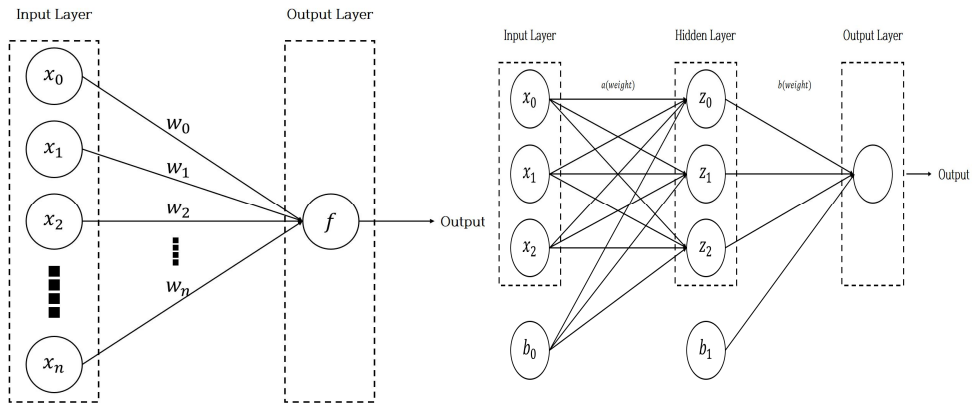 Input Layer
Output Layer
x₀
x₁
x₂
xₙ
w₀
w₁
w₂
wₙ
f
Output
Input Layer
Hidden Layer
Output Layer
a(weight)
b(weight)
x₀
x₁
x₂
b₀
z₀
z₁
z₂
b₁
Output